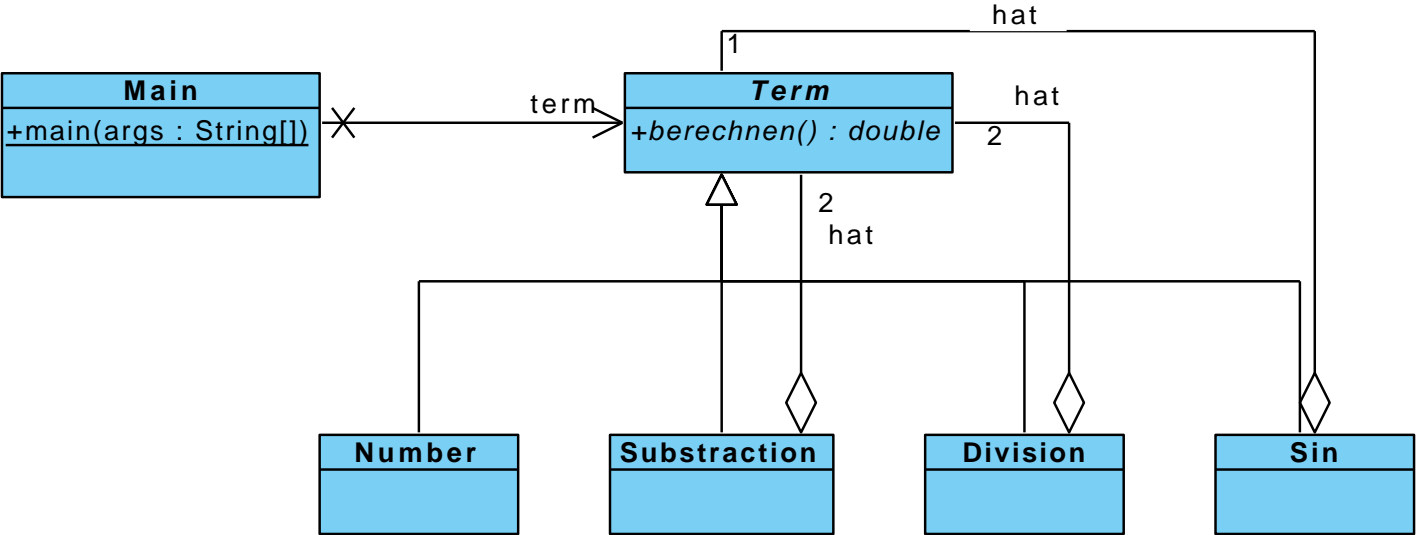 hat
1
Main
+main(args : String[])
term
Term
+berechnen() : double
hat
2
2
hat
Number
Substraction
Division
Sin